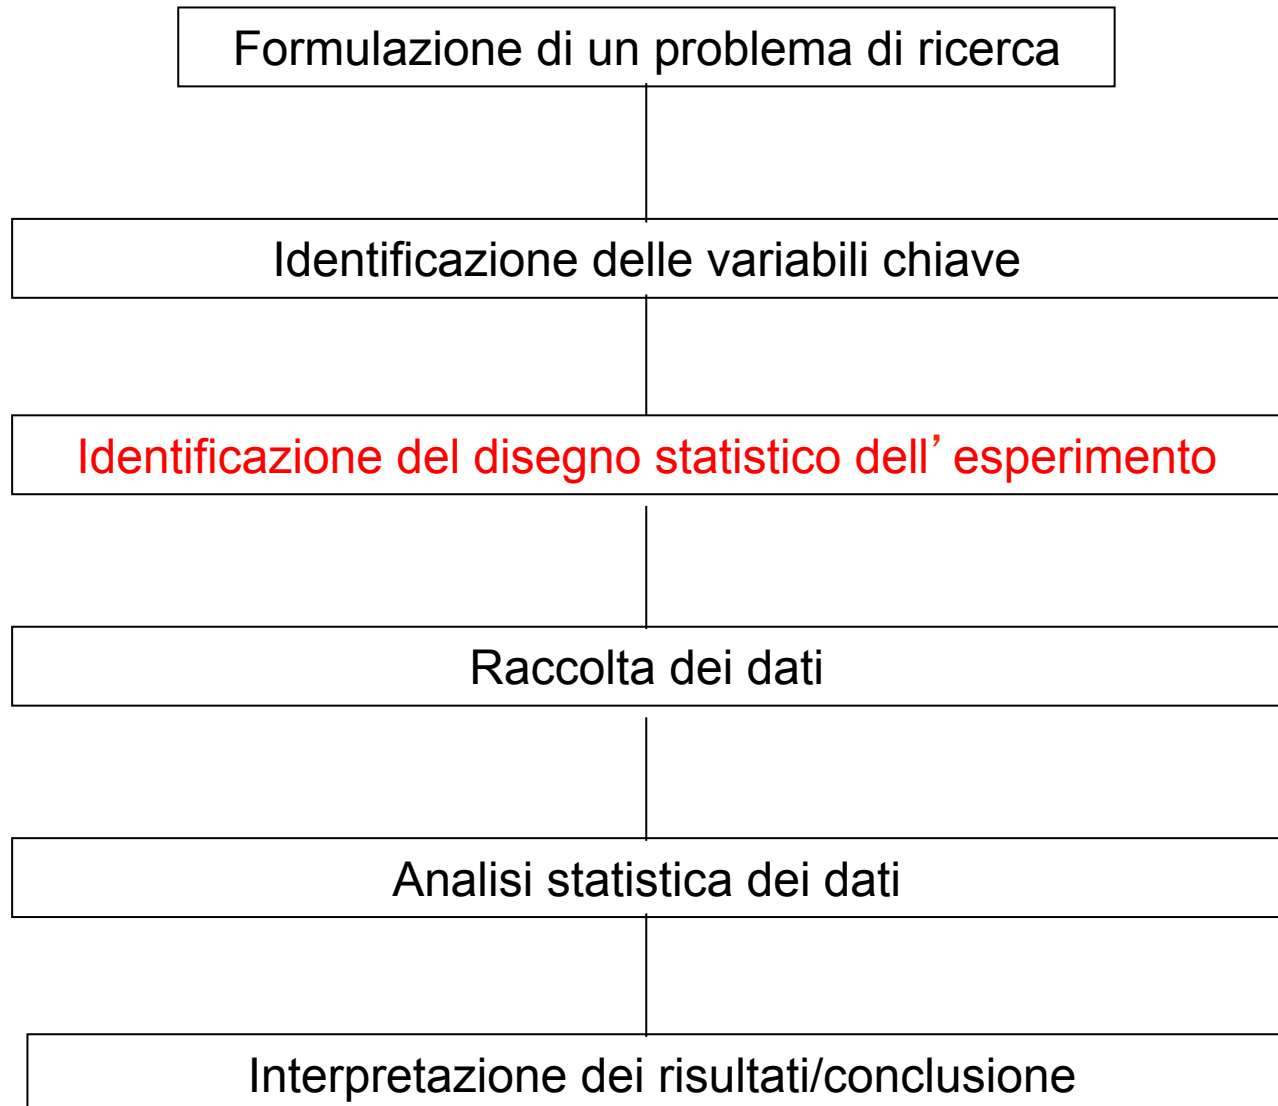 Formulazione di un problema di ricerca
Identificazione delle variabili chiave
Identificazione del disegno statistico dell’ esperimento
Raccolta dei dati
Analisi statistica dei dati
Interpretazione dei risultati/conclusione